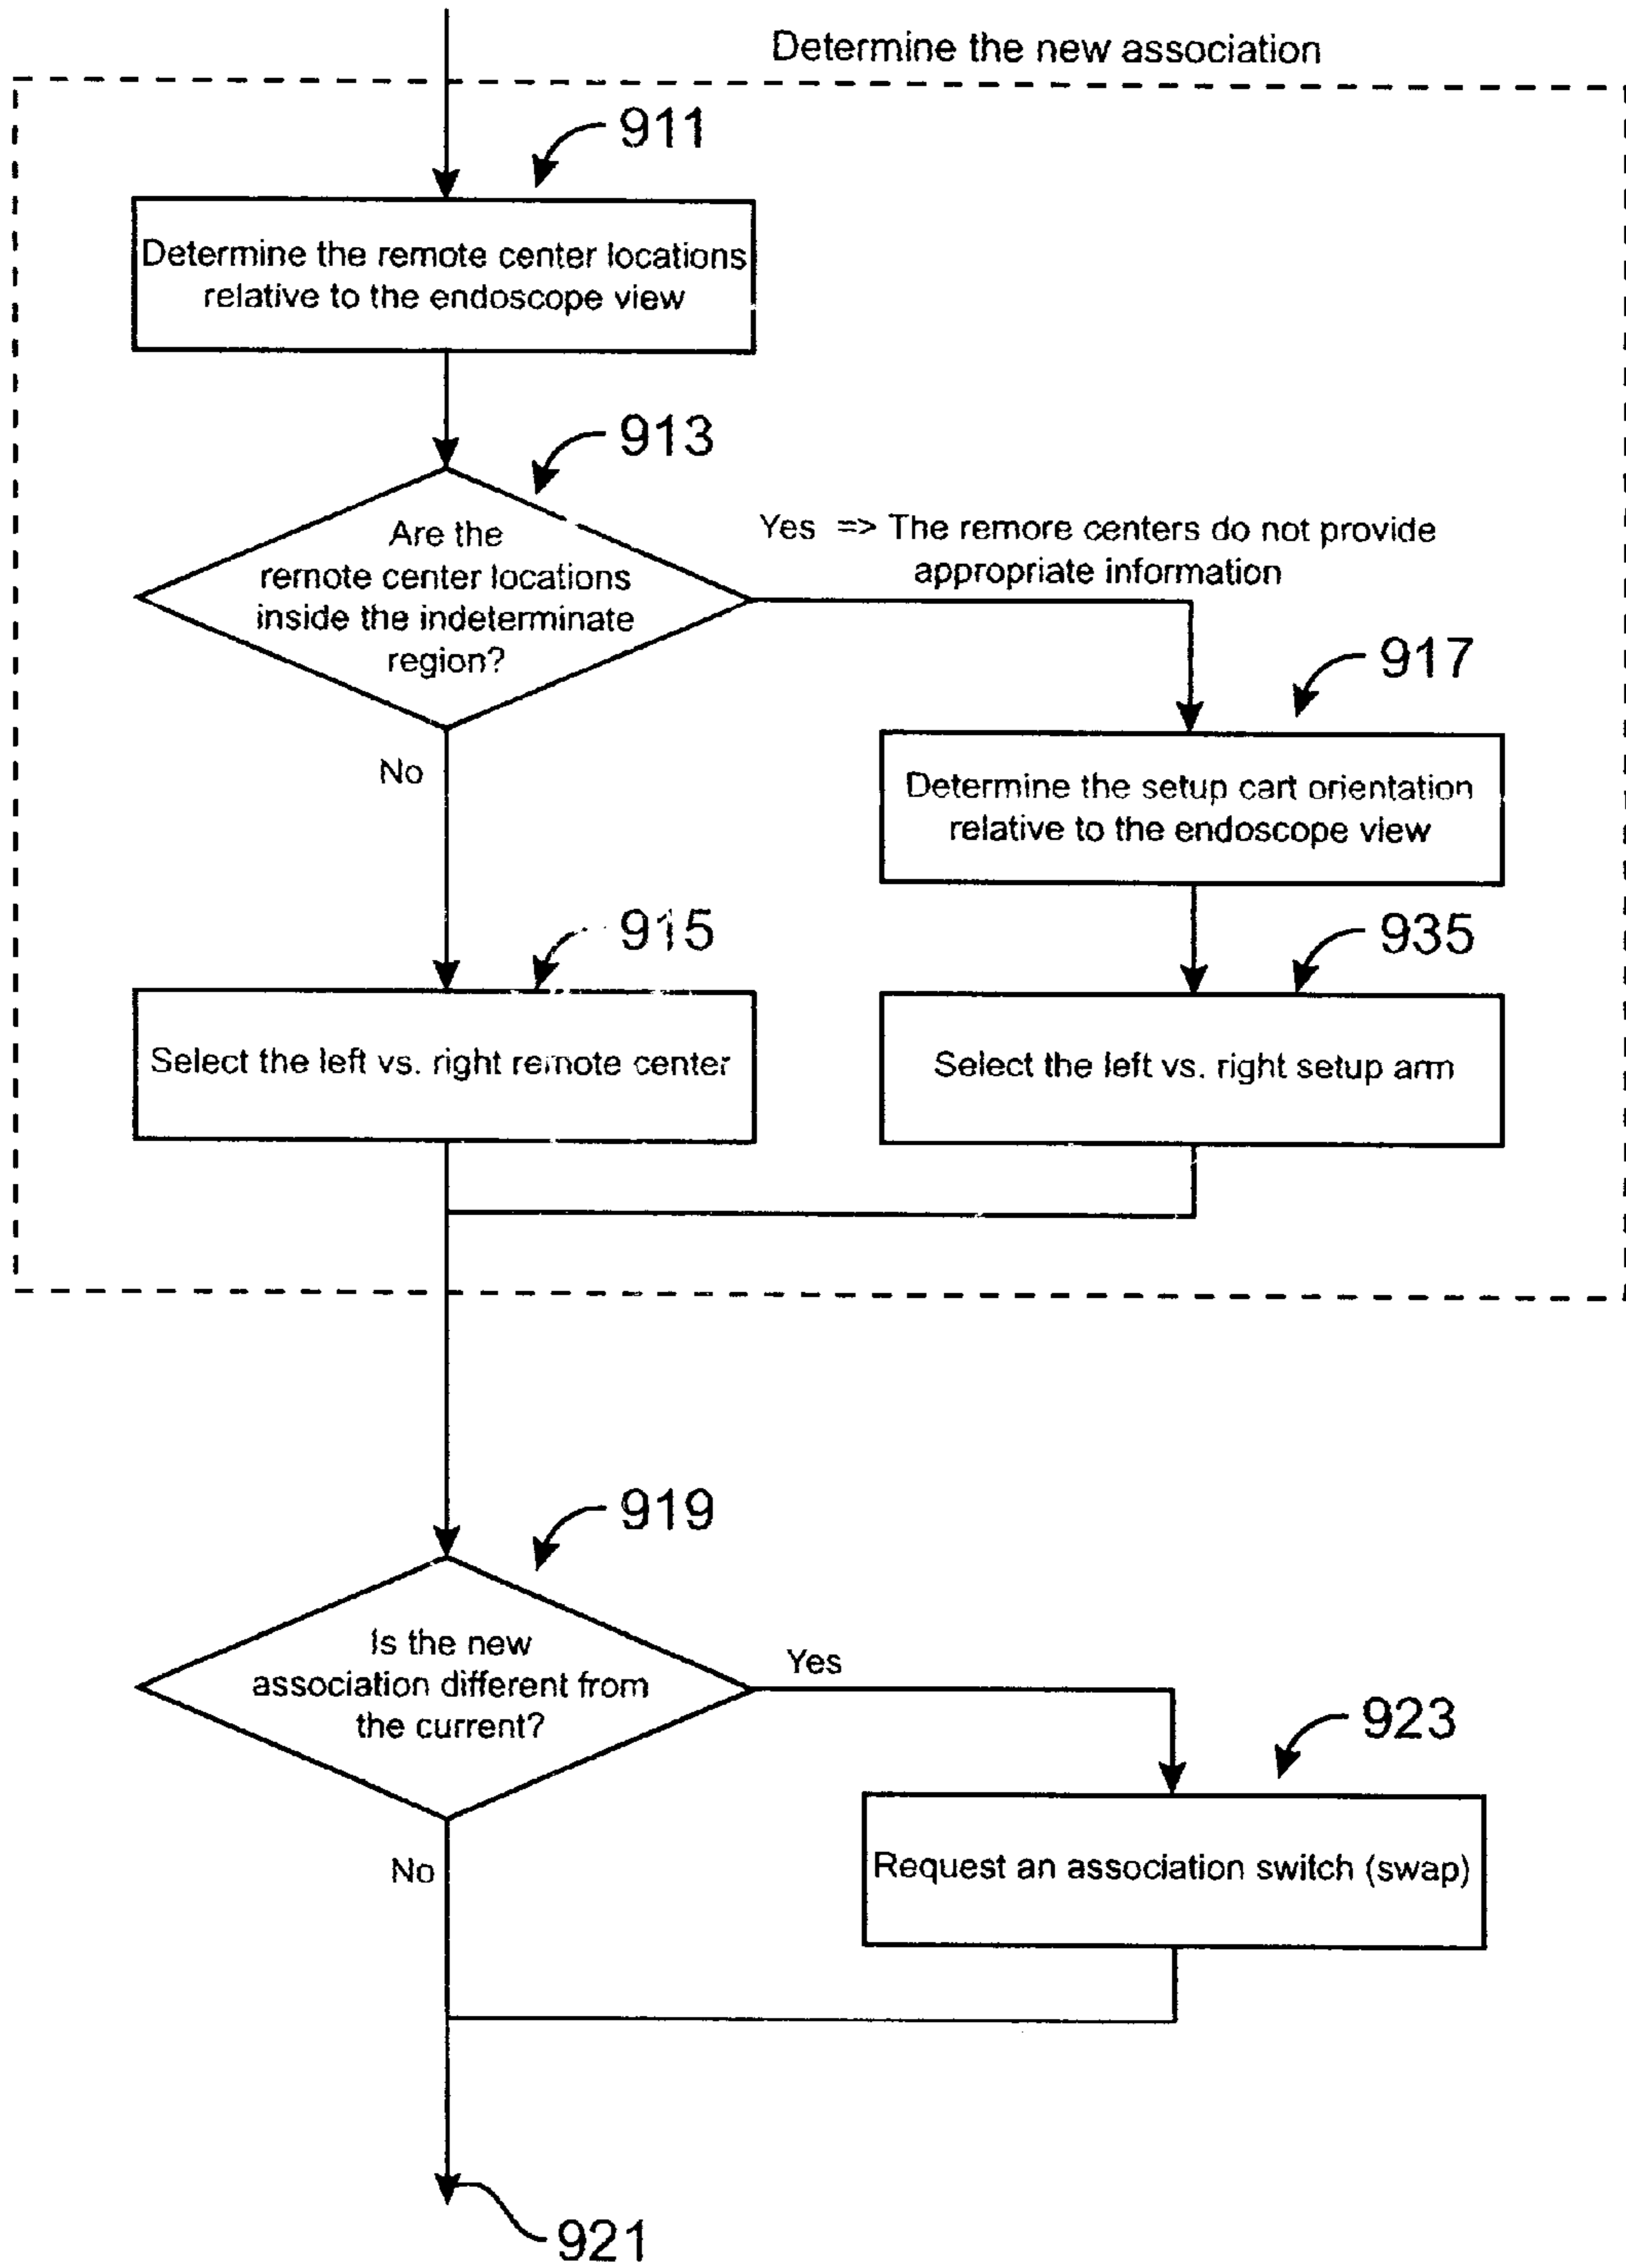 Determine the new association
911
Determine the remote center locations
relative to the endoscope view
913
Are the
remote center locations
inside the indeterminate
region?
Yes => The remore centers do not provide
appropriate information
917
No
Determine the setup cart orientation
relative to the endoscope view
915
935
Select the left vs. right remote center
Select the left vs. right setup arm
919
Is the new
association different from
the current?
Yes
923
No
Request an association switch (swap)
921